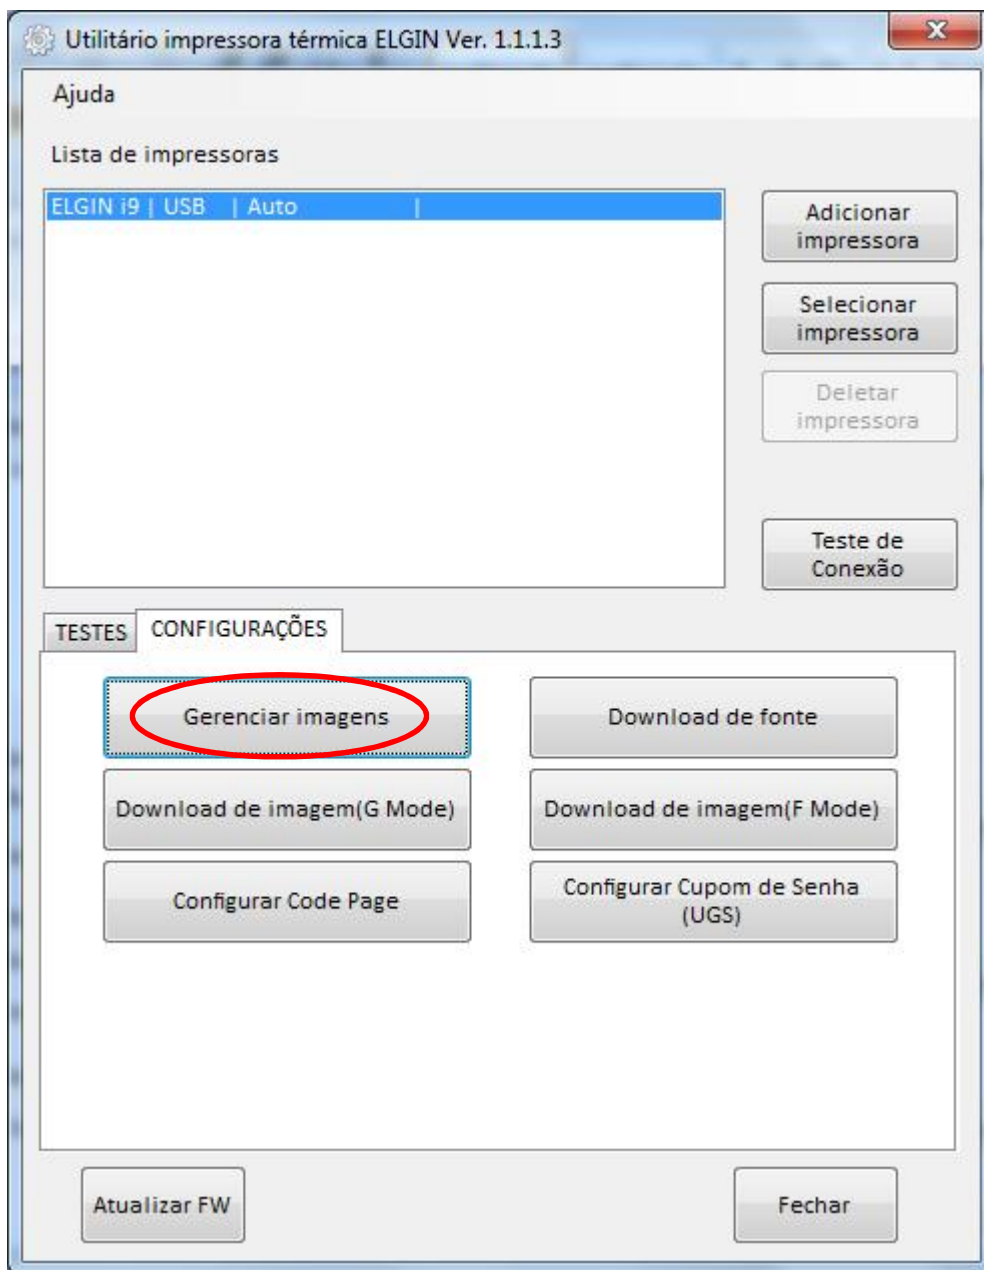 Utilitário impressora térmica ELGIN Ver. 1.1.1.3
Ajuda
Lista de impressoras
ELGIN i9 | USB | Auto |
Adicionar
impressora
Selecionar
impressora
Deletar
impressora
Teste de
Conexão
TESTES CONFIGURAÇÕES
Gerenciar imagens
Download de fonte
Download de imagem(G Mode)
Download de imagem(F Mode)
Configurar Code Page
Configurar Cupom de Senha
(UGS)
Atualizar FW
Fechar